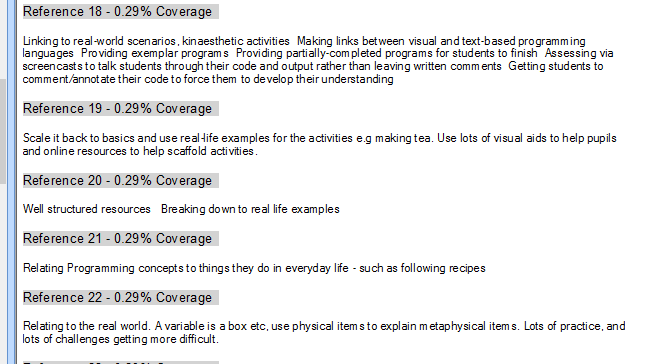 Reference 18 - 0.29% Coverage
Linking to real-world scenarios, kinaesthetic activities  Making links between visual and text-based programming
languages  Providing exemplar programs  Providing partially-completed programs for students to finish  Assessing via
screencasts to talk students through their code and output rather than leaving written comments  Getting students to
comment/annotate their code to force them to develop their understanding
Reference 19 - 0.29% Coverage
Scale it back to basics and use real-life examples for the activities e.g making tea. Use lots of visual aids to help pupils
and online resources to help scaffold activities.
Reference 20 - 0.29% Coverage
Well structured resources  Breaking down to real life examples
Reference 21 - 0.29% Coverage
Relating Programming concepts to things they do in everyday life - such as following recipes
Reference 22 - 0.29% Coverage
Relating to the real world. A variable is a box etc, use physical items to explain metaphysical items. Lots of practice, and
lots of challenges getting more difficult.